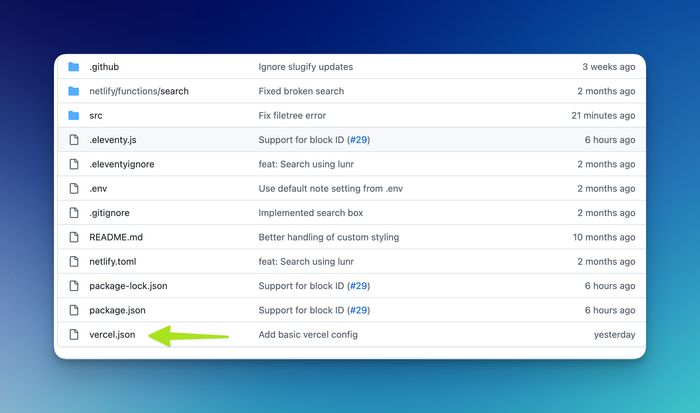 .github Ignore slugify updates 3 weeks ago
netlify/functions/search Fixed broken search 2 months ago
src Fix filetree error 21 minutes ago
.eleventy.js Support for block ID (#29) 6 hours ago
.eleventyignore feat: Search using lunr 2 months ago
.env Use default note setting from .env 2 months ago
.gitignore Implemented search box 2 months ago
README.md Better handling of custom styling 10 months ago
netlify.toml feat: Search using lunr 2 months ago
package-lock.json Support for block ID (#29) 6 hours ago
package.json Support for block ID (#29) 6 hours ago
vercel.json Add basic vercel config yesterday